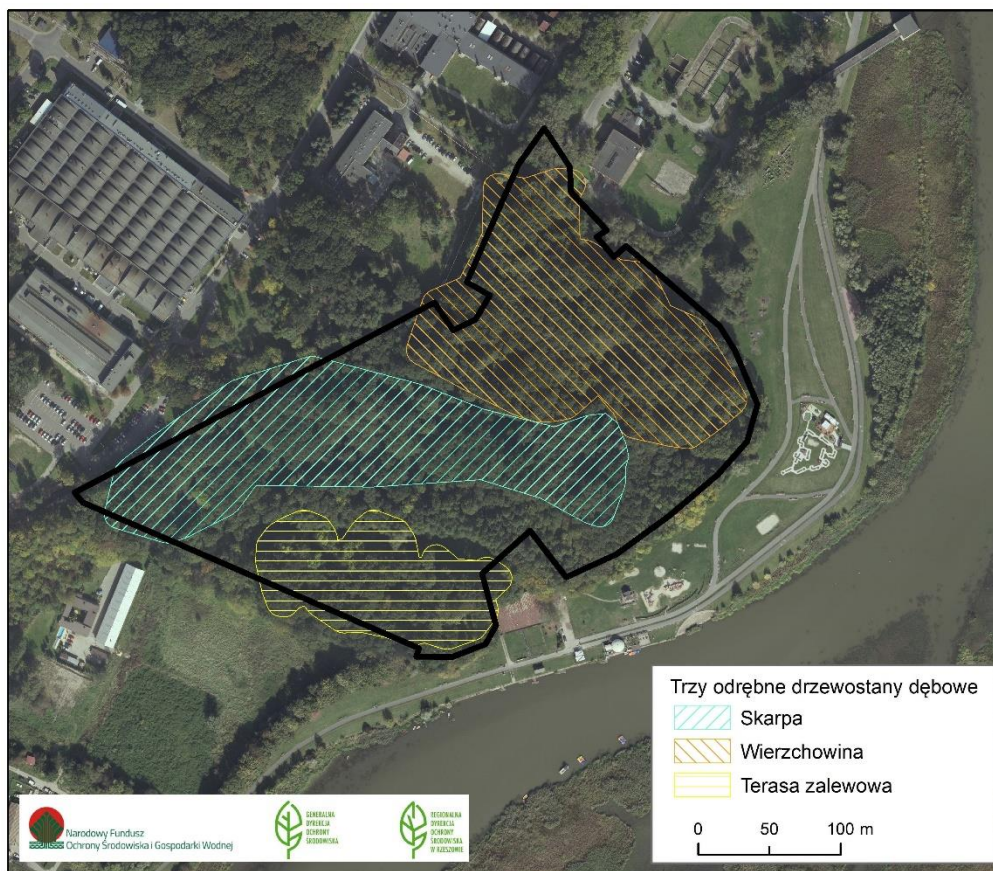 Trzy odrębne drzewostany dębowe
Skarpa
Wierzchowina
Terasa zalewowa
0 50 100 m
Narodowy Fundusz
Ochrony Środowiska i Gospodarki Wodnej
GENERALNA
DYREKCJA
OCHRONY
ŚRODOWISKA
REGIONALNA
DYREKCJA
OCHRONY
ŚRODOWISKA
W RZESZOWIE